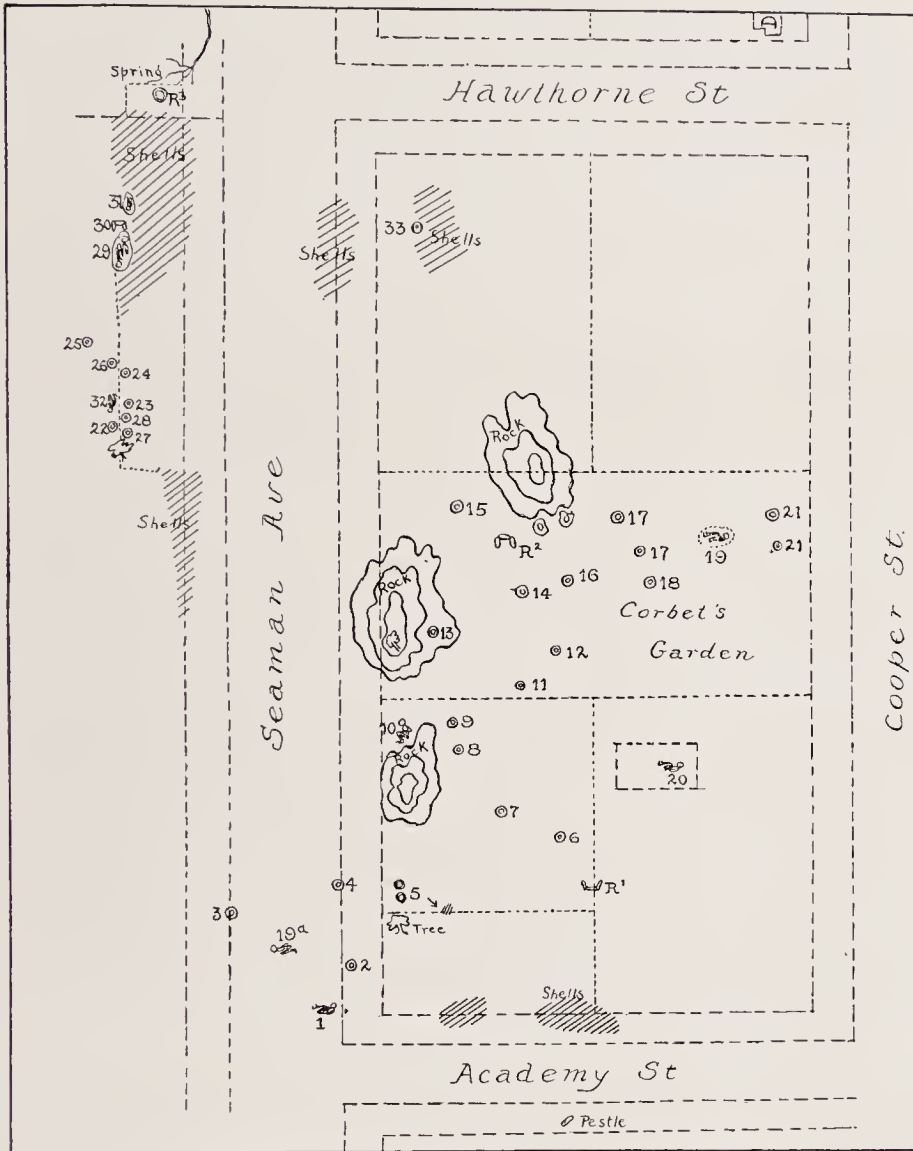 Spring
R³
Hawthorne St
Shells
31
30
29
33
Shells
Shells
25
26
24
32
23
28
22
27
Rock
Seaman Ave
Shells
15
17
21
R²
17
19
21
16
14
18
Rock
Corbet's
Garden
13
12
11
Cooper St.
10
9
8
Rock
20
7
6
4
5
R¹
3
19ª
Tree
2
Shells
1
Academy St
Pestle